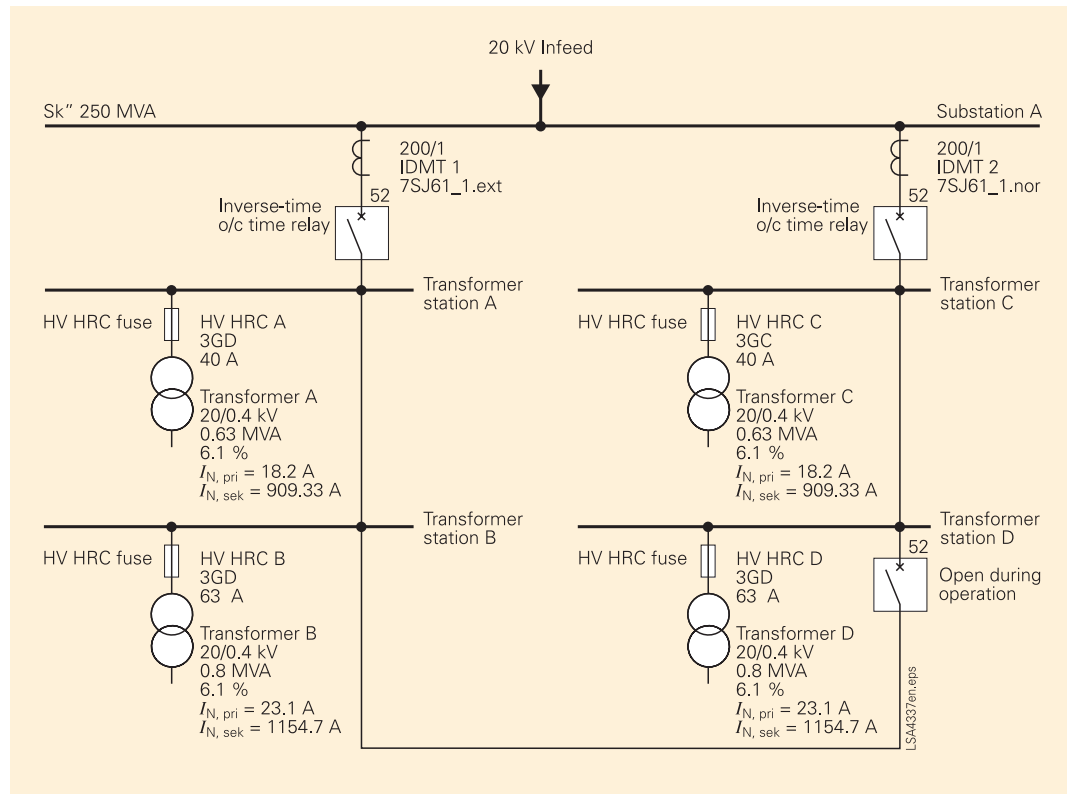 20 kV Infeed
Sk" 250 MVA
Substation A
200/1
IDMT 1
7SJ61_1.ext
52
Inverse-time
o/c time relay
200/1
IDMT 2
7SJ61_1.nor
52
Inverse-time
o/c time relay
Transformer
station A
Transformer
station C
HV HRC fuse
HV HRC A
3GD
40 A
Transformer A
20/0.4 kV
0.63 MVA
6.1 %
IN, pri = 18.2 A
IN, sek = 909.33 A
HV HRC fuse
HV HRC C
3GC
40 A
Transformer C
20/0.4 kV
0.63 MVA
6.1 %
IN, pri = 18.2 A
IN, sek = 909.33 A
Transformer
station B
Transformer
station D
HV HRC fuse
HV HRC B
3GD
63 A
Transformer B
20/0.4 kV
0.8 MVA
6.1 %
IN, pri = 23.1 A
IN, sek = 1154.7 A
HV HRC fuse
HV HRC D
3GD
63 A
Transformer D
20/0.4 kV
0.8 MVA
6.1 %
IN, pri = 23.1 A
IN, sek = 1154.7 A
52
Open during
operation
LSA4337en.eps